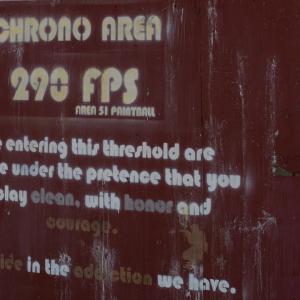 CHRONO AREA
290 FPS
AREA 51 PAINTBALL
entering this threshold are
under the pretence that you
play clean, with honor and
courage.
in the addiction we have.